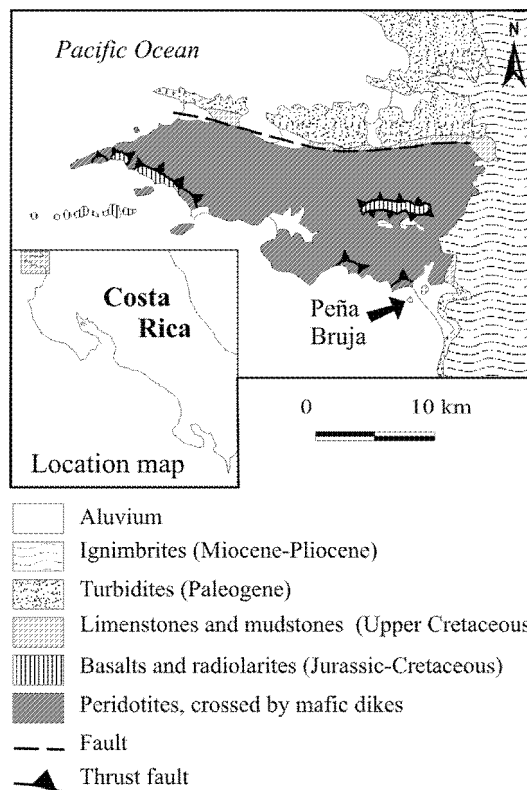 Pacific Ocean
N
Peña
Bruja
Costa
Rica
Location map
0 10 km
Aluvium
Ignimbrites (Miocene-Pliocene)
Turbidites (Paleogene)
Limenstones and mudstones (Upper Cretaceous
Basalts and radiolarites (Jurassic-Cretaceous)
Peridotites, crossed by mafic dikes
Fault
Thrust fault